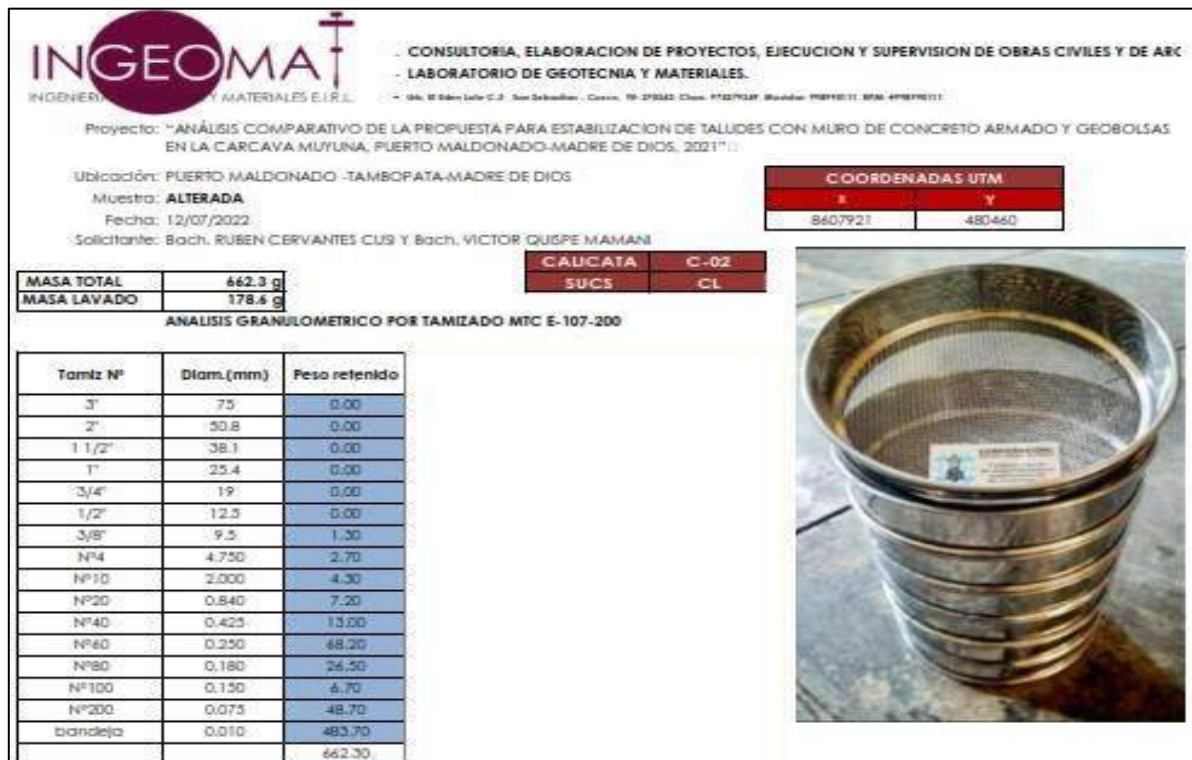 INGEOMAT
- CONSULTORIA, ELABORACION DE PROYECTOS, EJECUCION Y SUPERVISION DE OBRAS CIVILES Y DE ARC
- LABORATORIO DE GEOTECNIA Y MATERIALES.
Y MATERIALES E.I.R.L.
Proyecto: "ANÁLISIS COMPARATIVO DE LA PROPUESTA PARA ESTABILIZACION DE TALUDES CON MURO DE CONCRETO ARMADO Y GEOBOLSAS
EN LA CARCAVA MUYUNA, PUERTO MALDONADO-MADRE DE DIOS, 2021"
Ubicación: PUERTO MALDONADO -TAMBOPATA-MADRE DE DIOS
Muestra: ALTERADA
Fecha: 12/07/2022
Solicitante: Bach. RUBEN CERVANTES CUSI Y Bach. VICTOR QUISPE MAMANI
COORDENADAS UTM
X Y
8607921 480460
CALICATA C-02
SUCS CL
MASA TOTAL 662.3 g
MASA LAVADO 178.6 g
ANALISIS GRANULOMETRICO POR TAMIZADO MTC E-107-200
Tamiz Nº Diam.(mm) Peso retenido
3" 75 0.00
2" 50.8 0.00
1 1/2" 38.1 0.00
1" 25.4 0.00
3/4" 19 0.00
1/2" 12.5 0.00
3/8" 9.5 1.30
Nº4 4.750 2.70
Nº10 2.000 4.30
Nº20 0.840 7.20
Nº40 0.425 13.00
Nº60 0.250 68.20
Nº80 0.180 26.50
Nº100 0.150 6.70
Nº200 0.075 48.70
bandeja 0.010 483.70
662.30